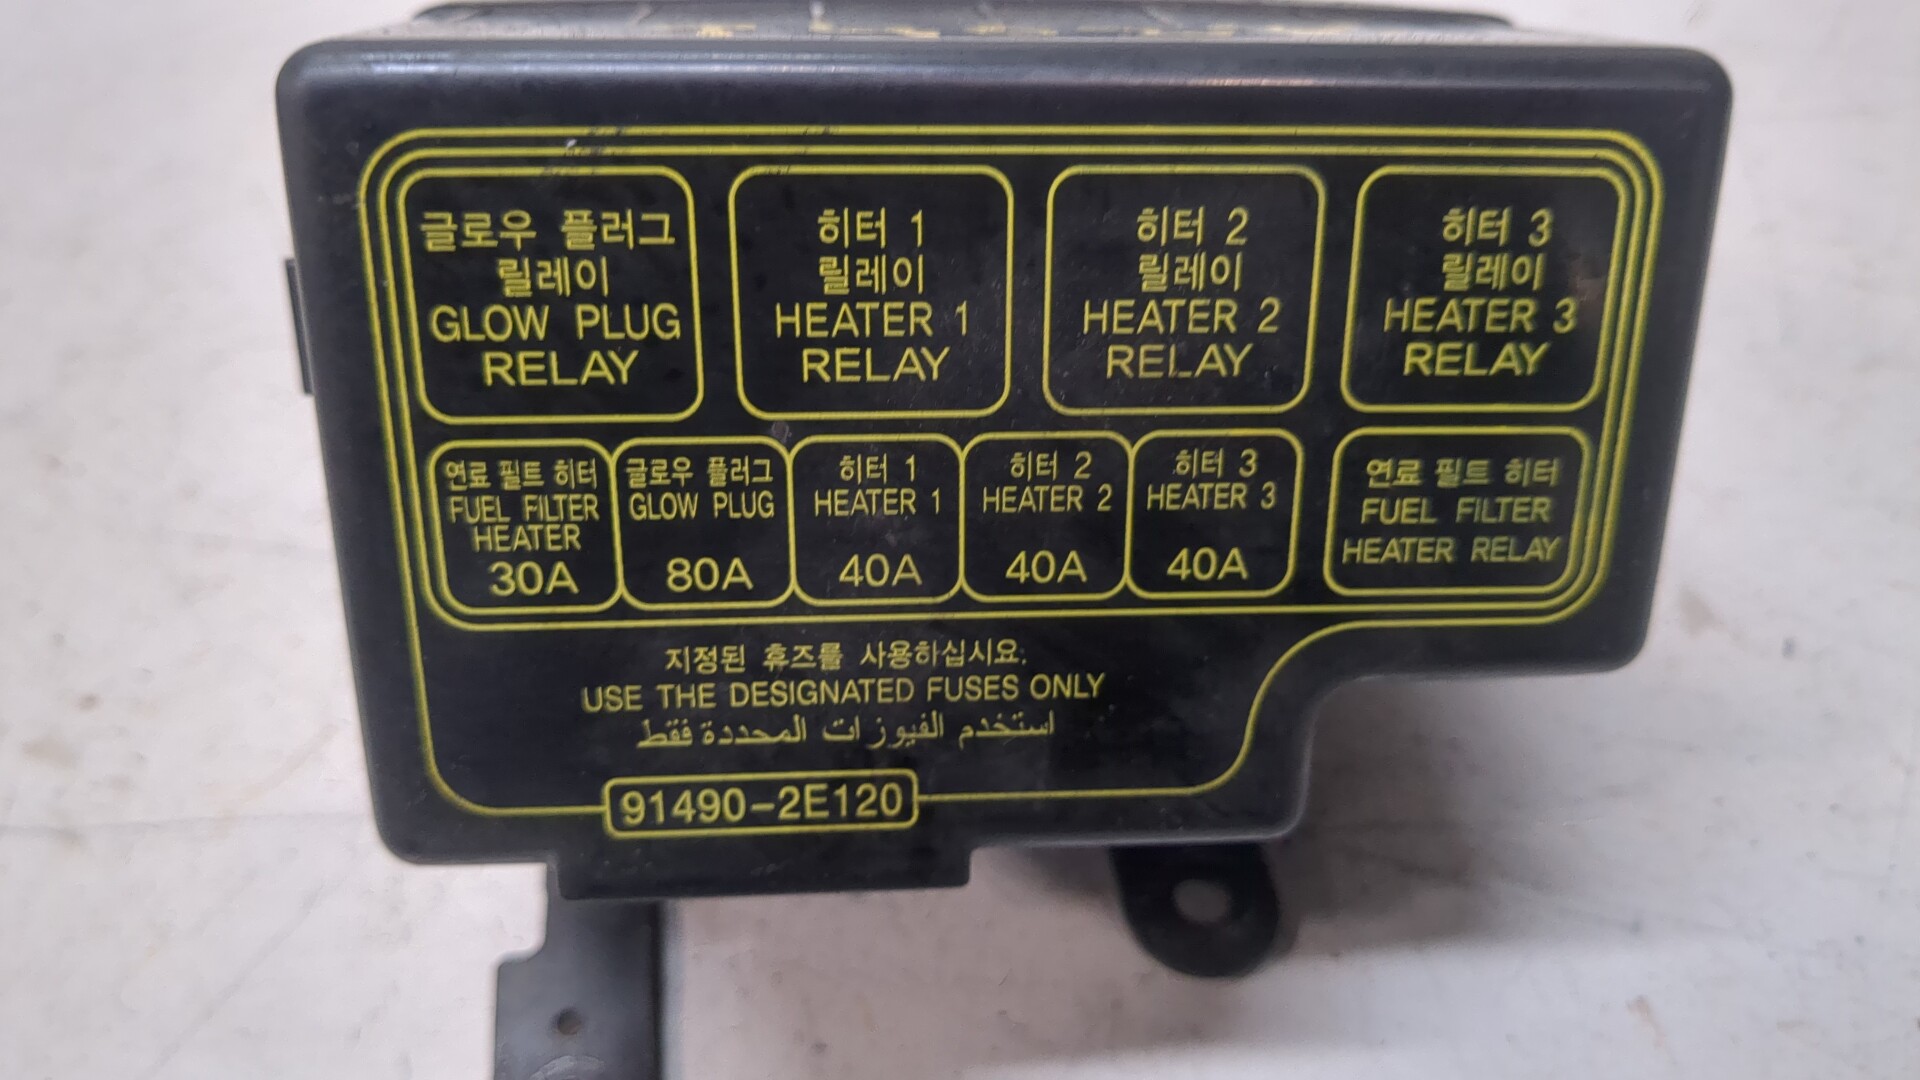 글로우 플러그
릴레이
GLOW PLUG
RELAY
히터 1
릴레이
HEATER 1
RELAY
히터 2
릴레이
HEATER 2
RELAY
히터 3
릴레이
HEATER 3
RELAY
연료 필트 히터
FUEL FILTER
HEATER
30A
글로우 플러그
GLOW PLUG
80A
히터 1
HEATER 1
40A
히터 2
HEATER 2
40A
히터 3
HEATER 3
40A
연료 필트 히터
FUEL FILTER
HEATER RELAY
지정된 휴즈를 사용하십시요.
USE THE DESIGNATED FUSES ONLY
استخدم الفيوزات المحددة فقط
91490-2E120